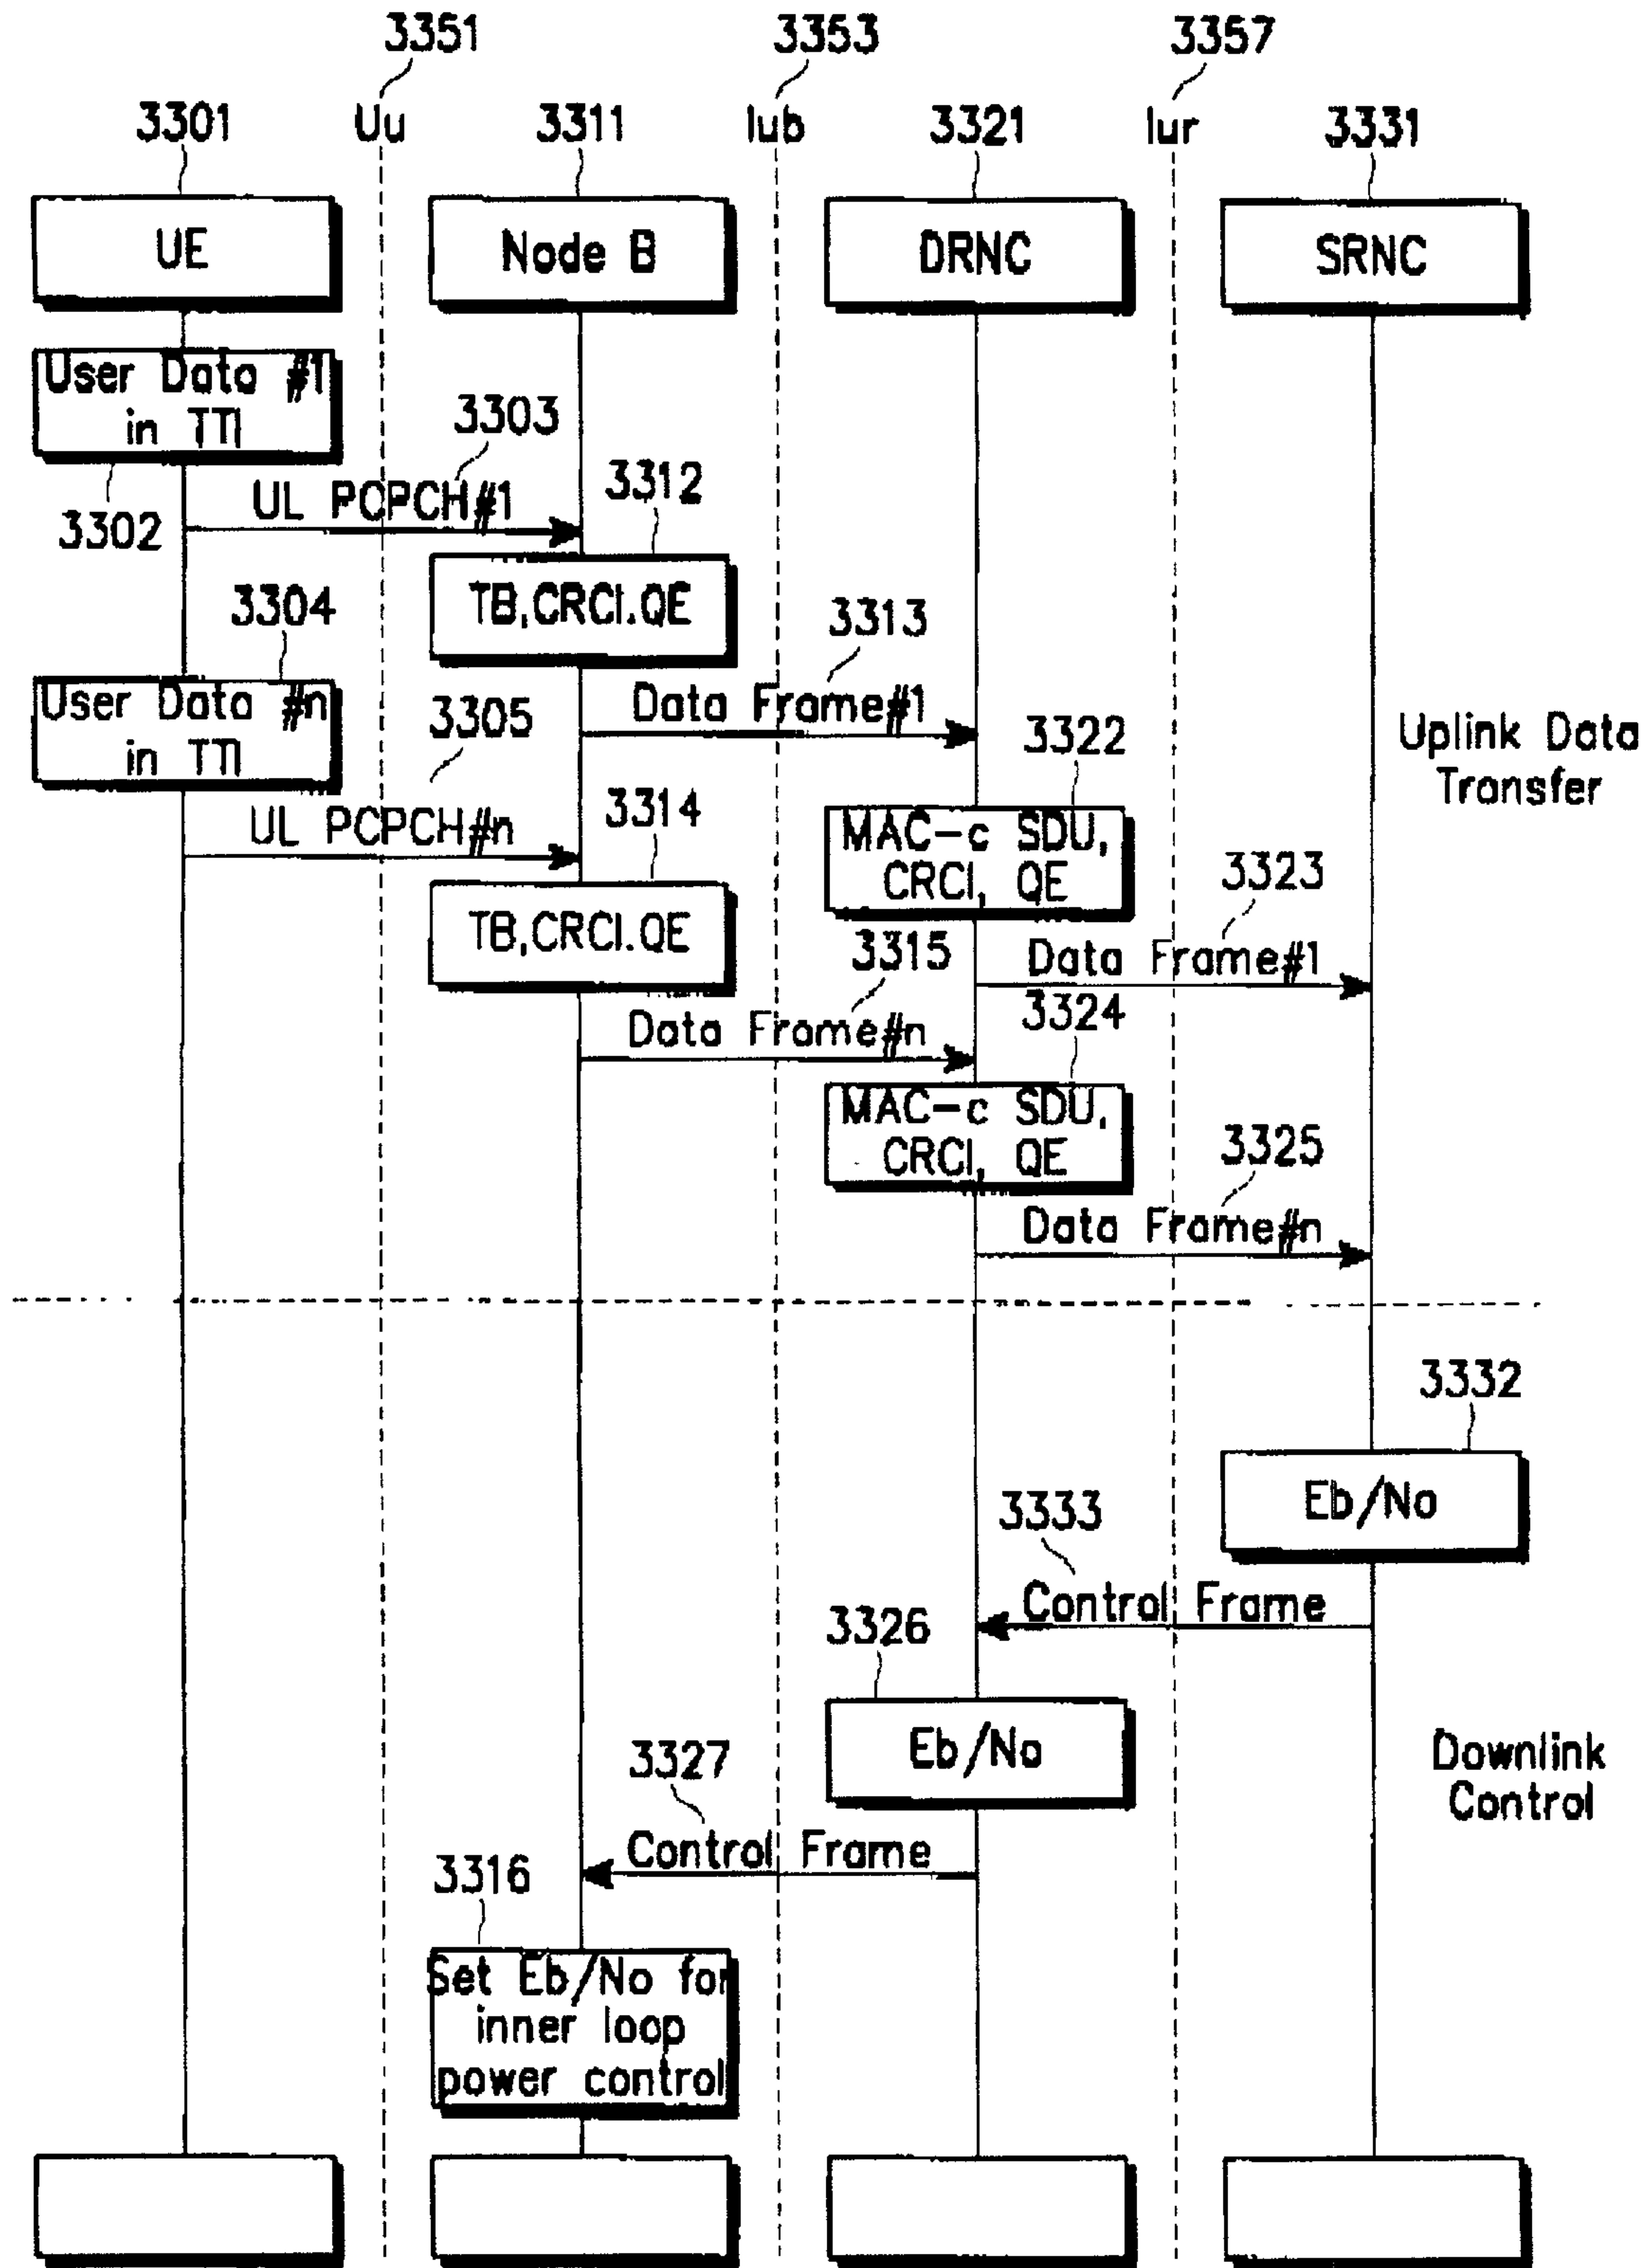 3351
3353
3357
3301
Uu
3311
Iub
3321
Iur
3331
UE
Node B
DRNC
SRNC
User Data #1
in TTI
3303
3302
UL PCPCH#1
3312
TB,CRCI.QE
3304
3313
User Data #n
in TTI
3305
Data Frame#1
3322
Uplink Data
Transfer
UL PCPCH#n
3314
MAC-c SDU,
CRCI, QE
3323
TB,CRCI.QE
3315
Data Frame#1
3324
Data Frame#n
MAC-c SDU,
CRCI, QE
3325
Data Frame#n
3332
Eb/No
3333
Control Frame
3326
Eb/No
Downlink
Control
3327
Control Frame
3316
Set Eb/No for
inner loop
power control